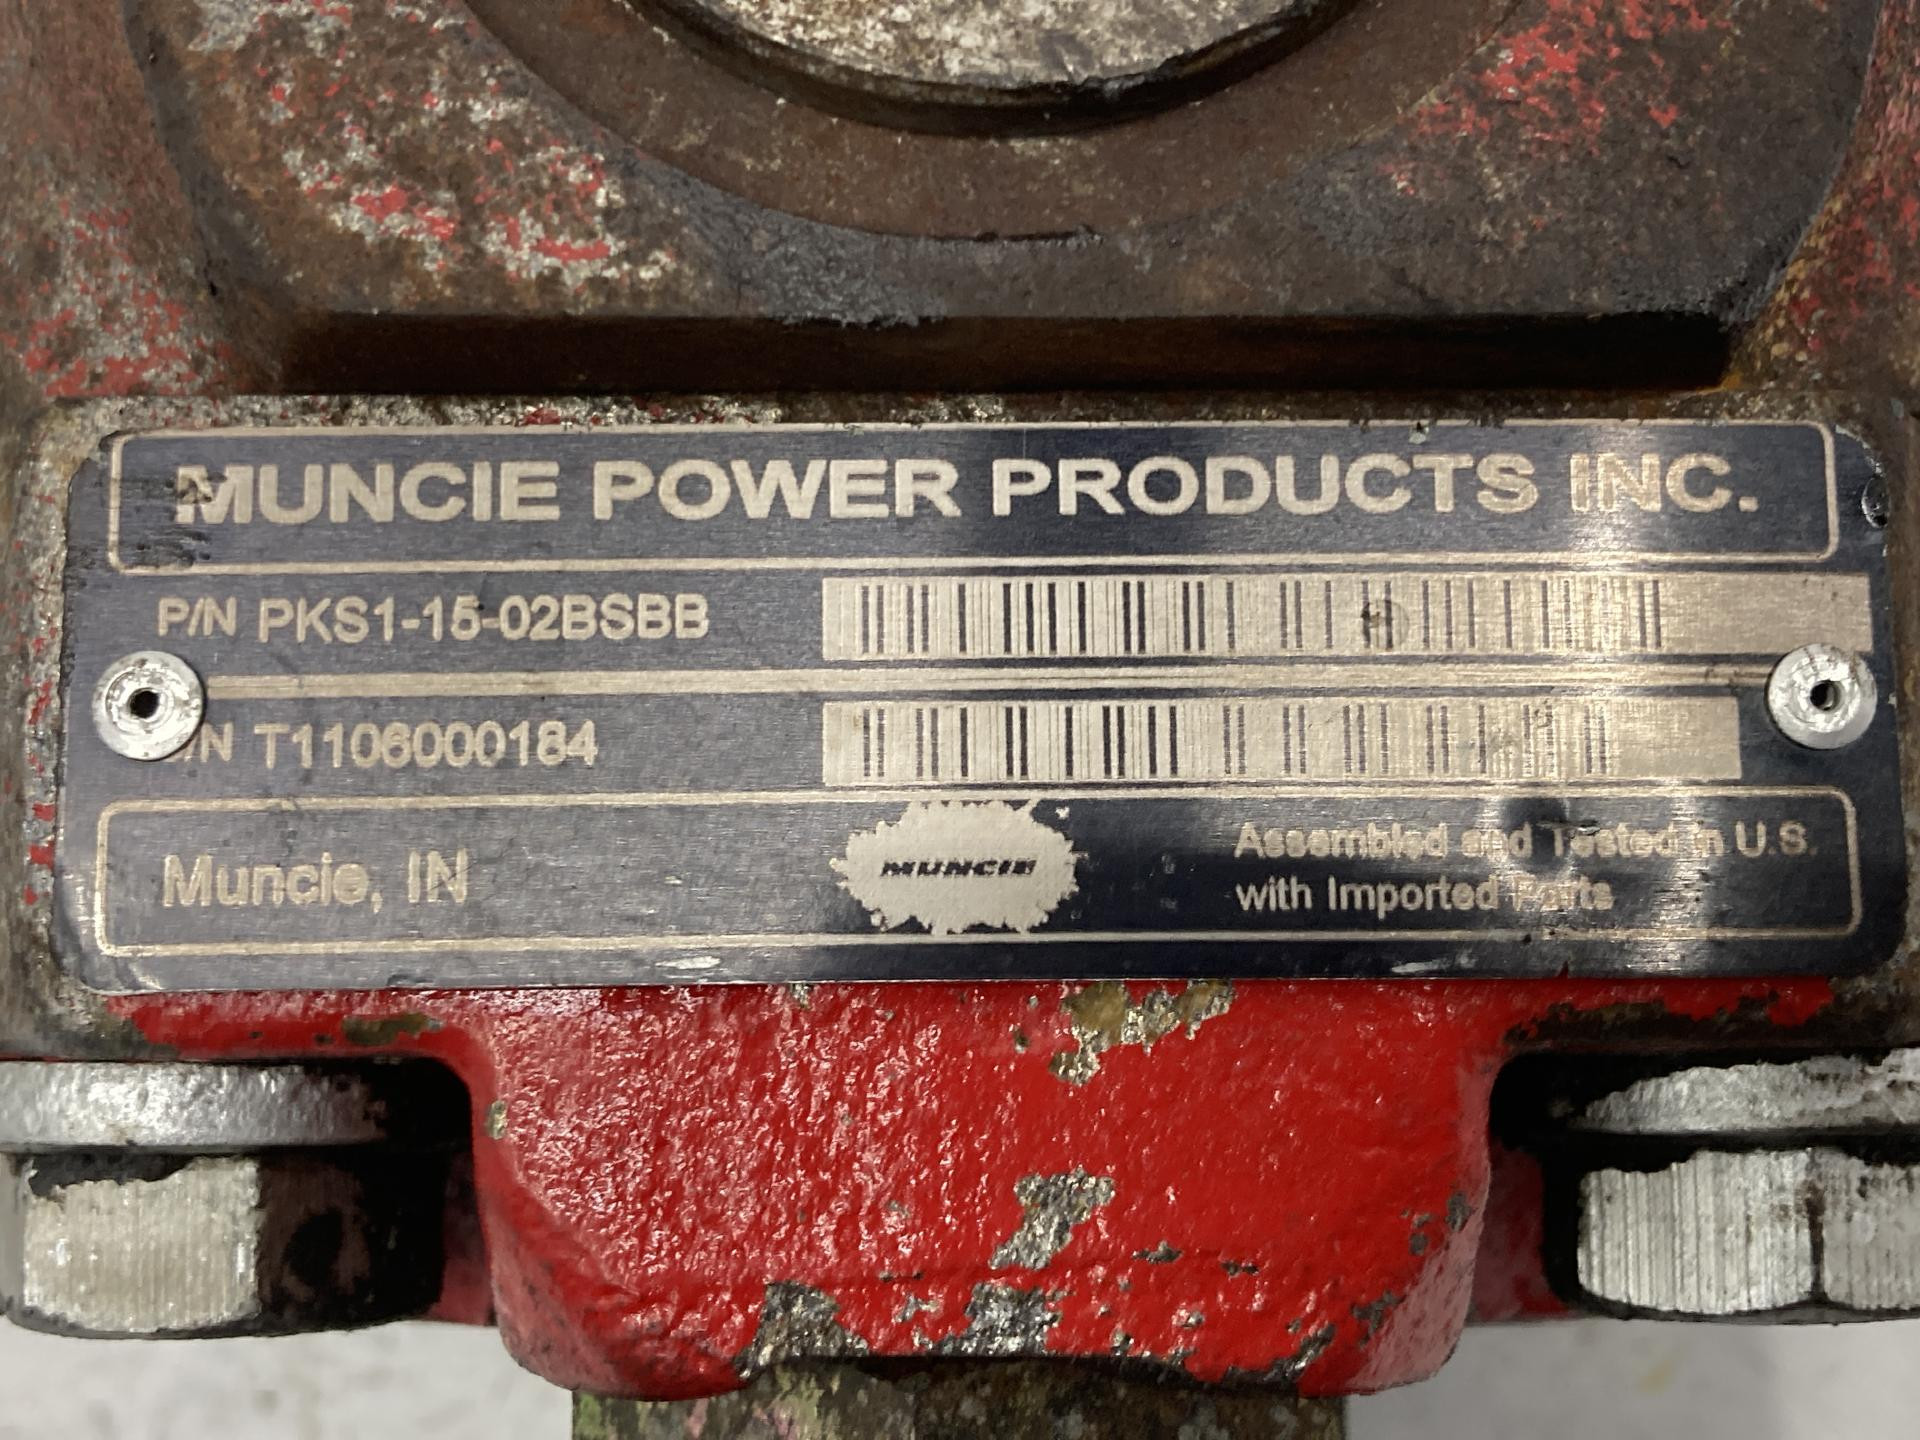 MUNCIE POWER PRODUCTS INC.
P/N PKS1-15-02BSBB
/N T1106000184
Muncie, IN
MUNCIE
Assembled and Tested in U.S.
with Imported Parts